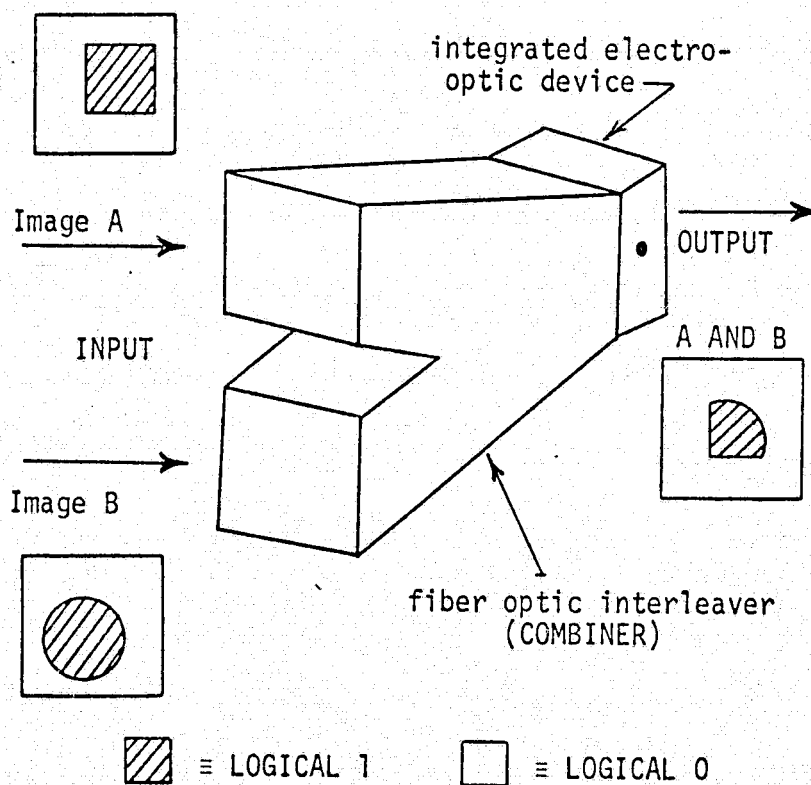 integrated electro-
optic device
Image A
OUTPUT
INPUT
A AND B
Image B
fiber optic interleaver
(COMBINER)
≡ LOGICAL 1
≡ LOGICAL 0